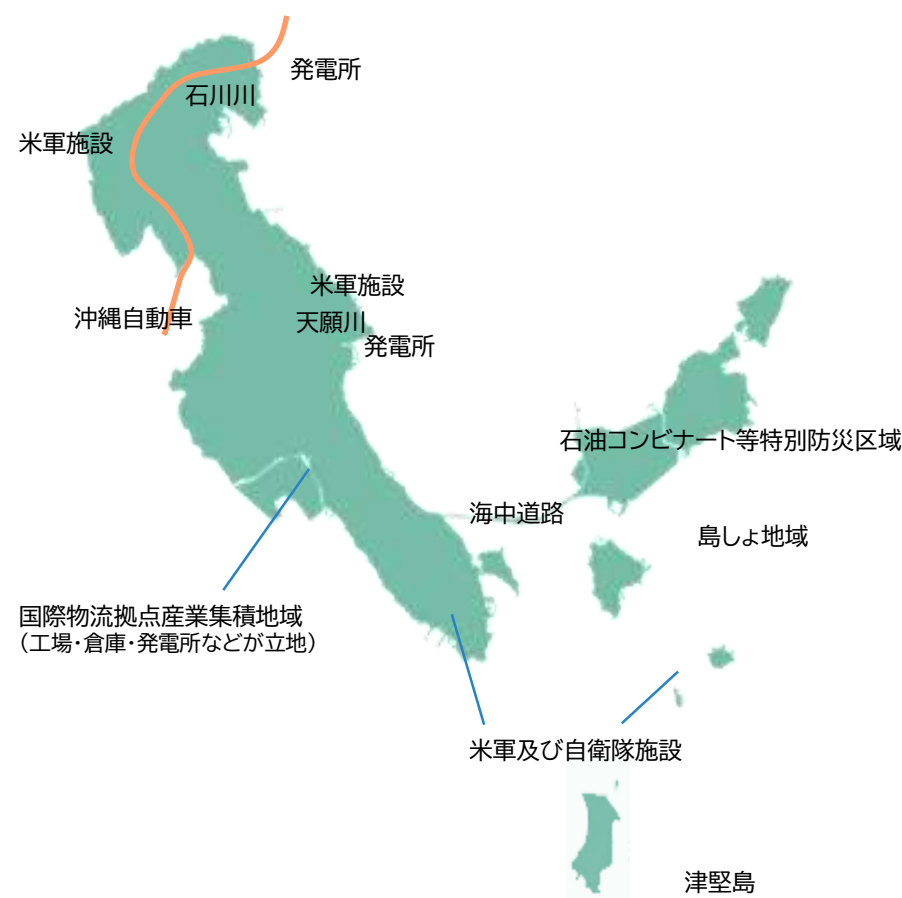 発電所
石川川
米軍施設
米軍施設
沖縄自動車
天願川
発電所
石油コンビナート等特別防災区域
海中道路
島しょ地域
国際物流拠点産業集積地域
（工場・倉庫・発電所などが立地）
米軍及び自衛隊施設
津堅島